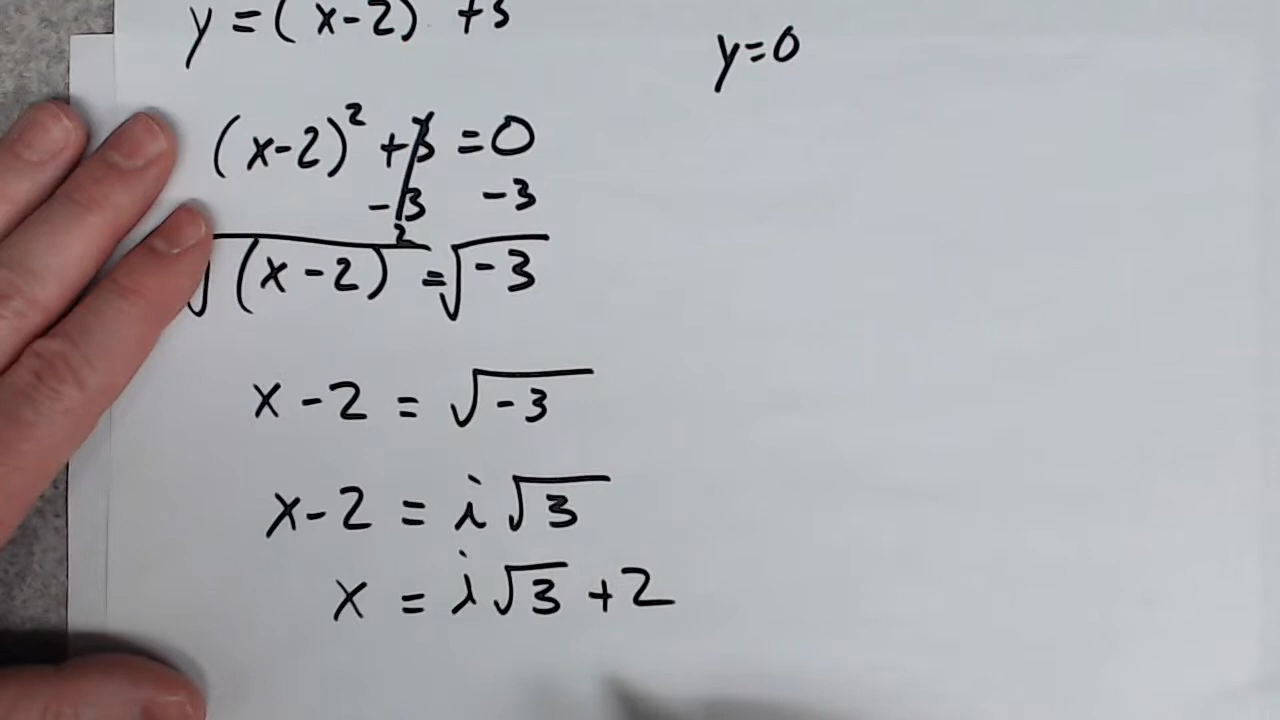 y = (x-2) +3
y=0
(x-2)² +3 =0
-3 -3
√(x-2)² = √-3
x-2 = √-3
x-2 = i√3
x = i√3 +2